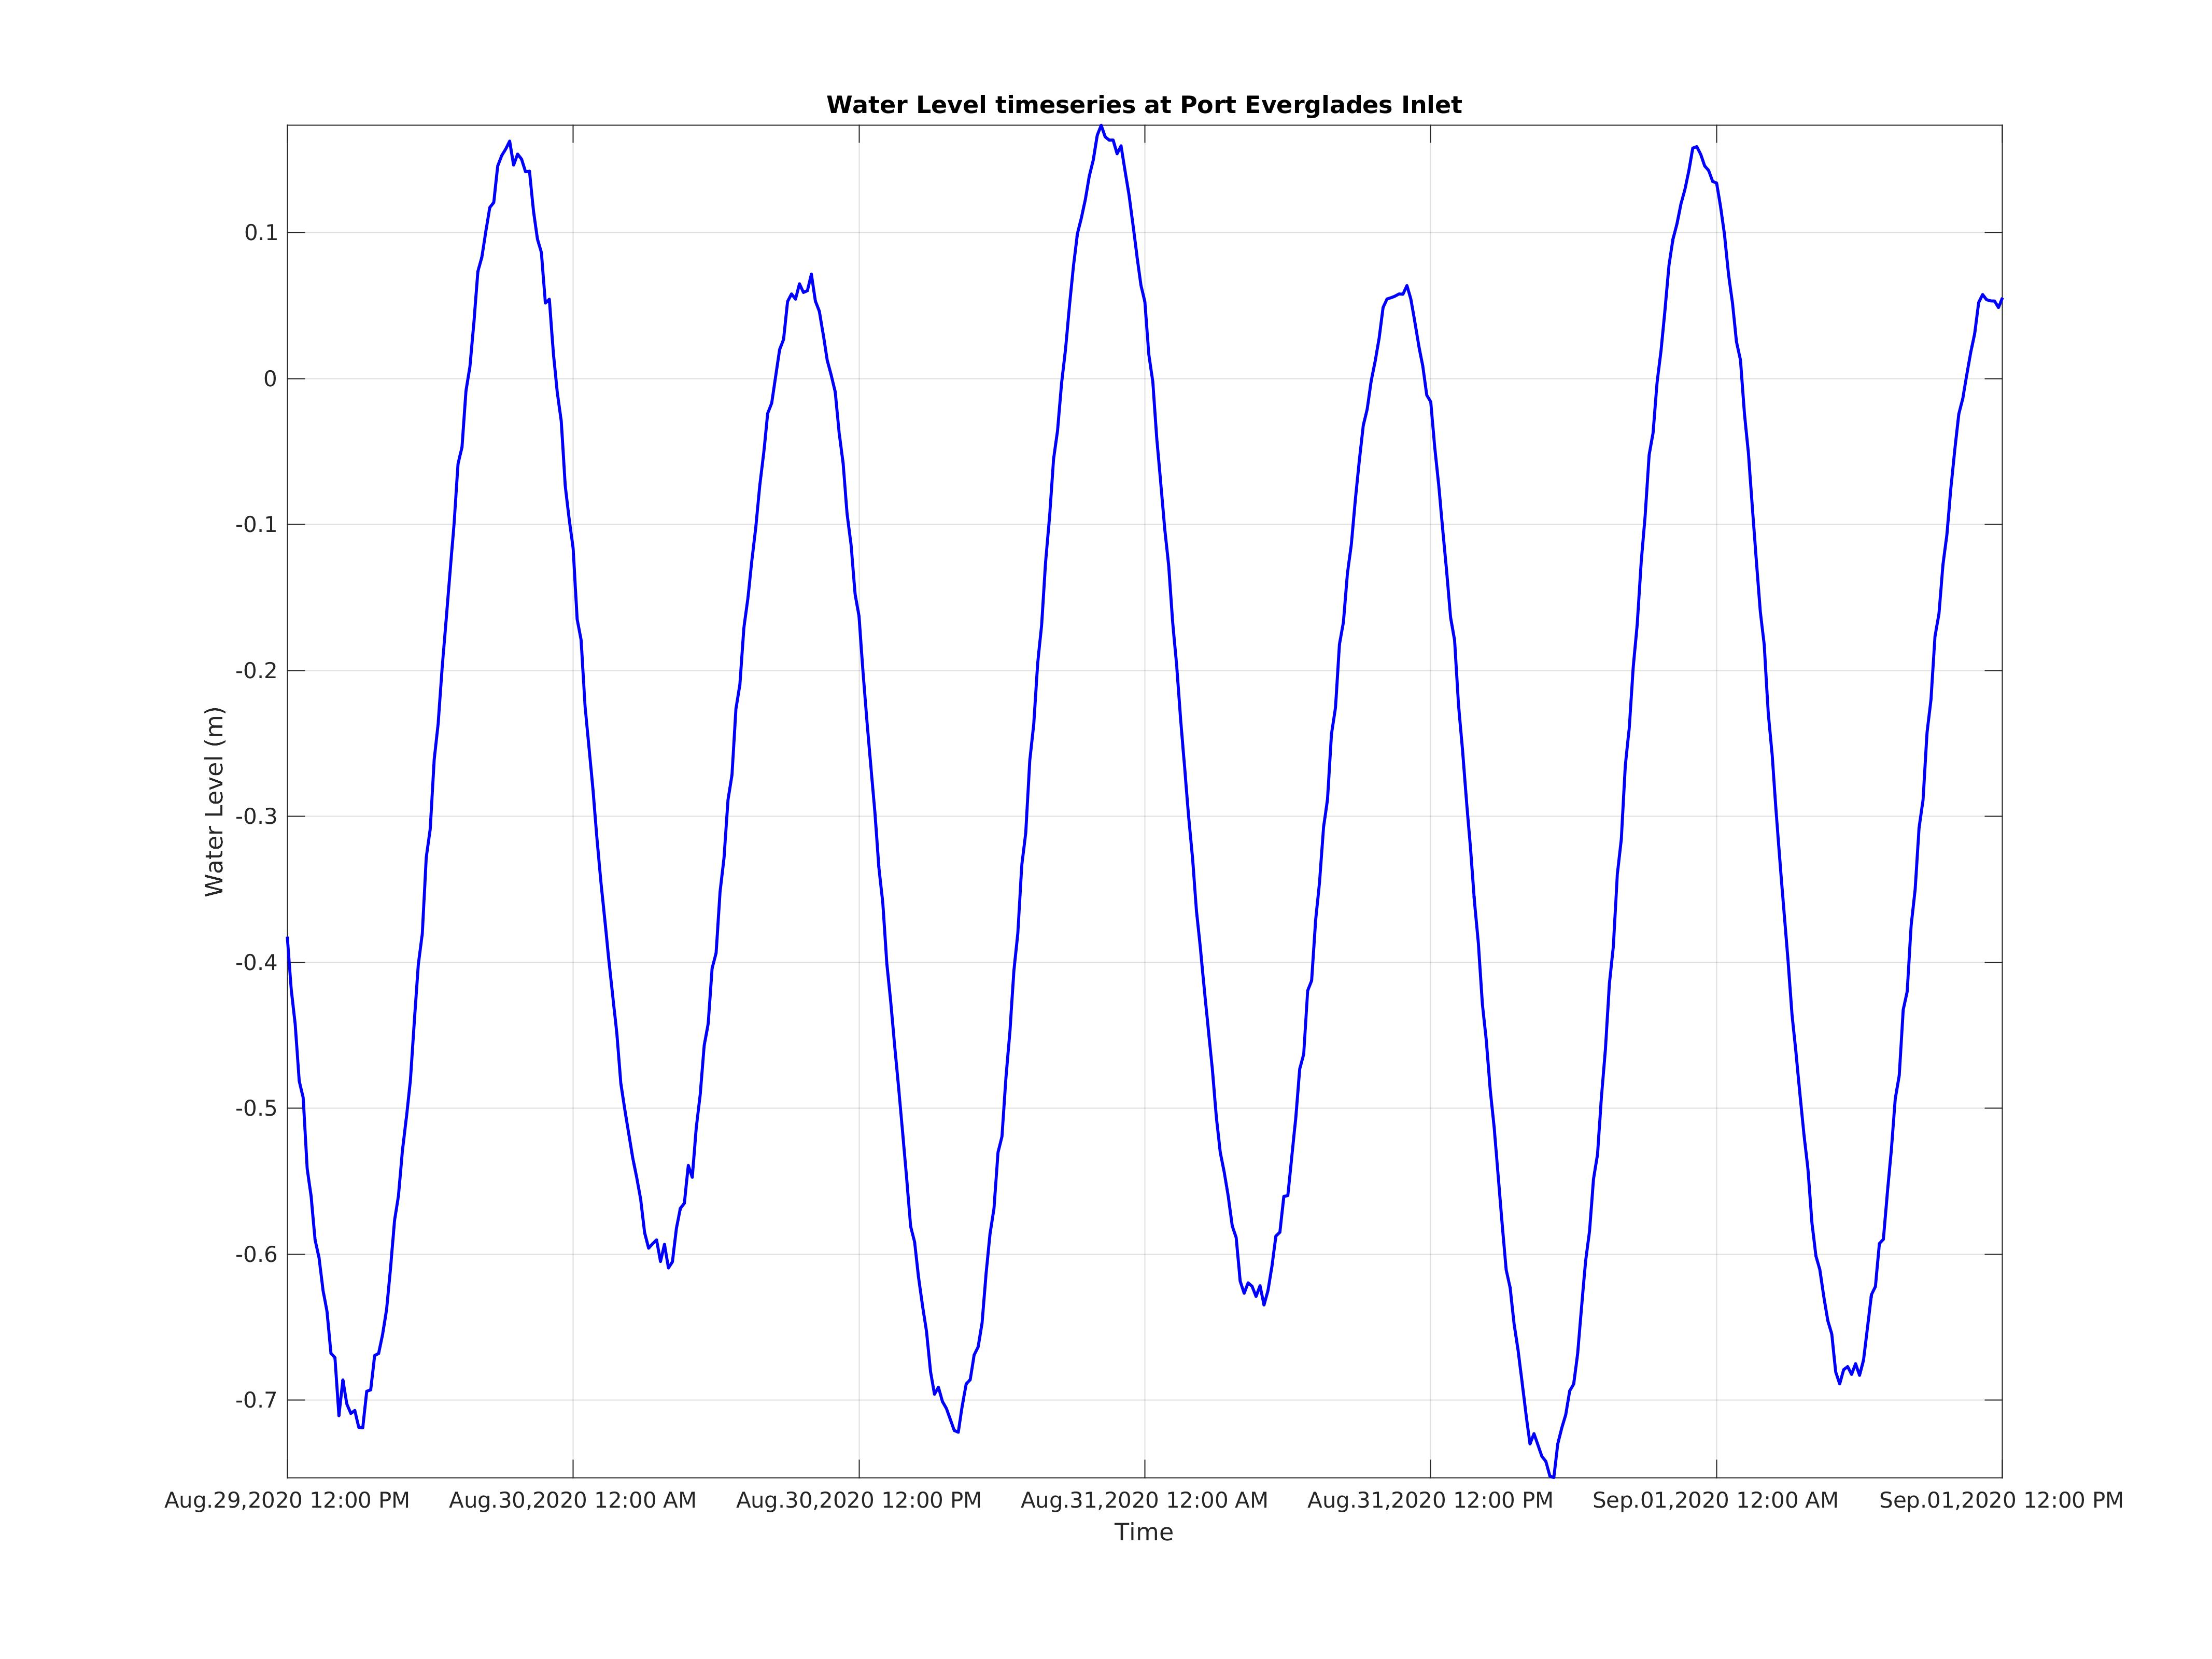 Water Level timeseries at Port Everglades Inlet
0.1
0
-0.1
-0.2
-0.3
-0.4
-0.5
-0.6
-0.7
Water Level (m)
Aug.29,2020 12:00 PM Aug.30,2020 12:00 AM Aug.30,2020 12:00 PM Aug.31,2020 12:00 AM Aug.31,2020 12:00 PM Sep.01,2020 12:00 AM Sep.01,2020 12:00 PM
Time